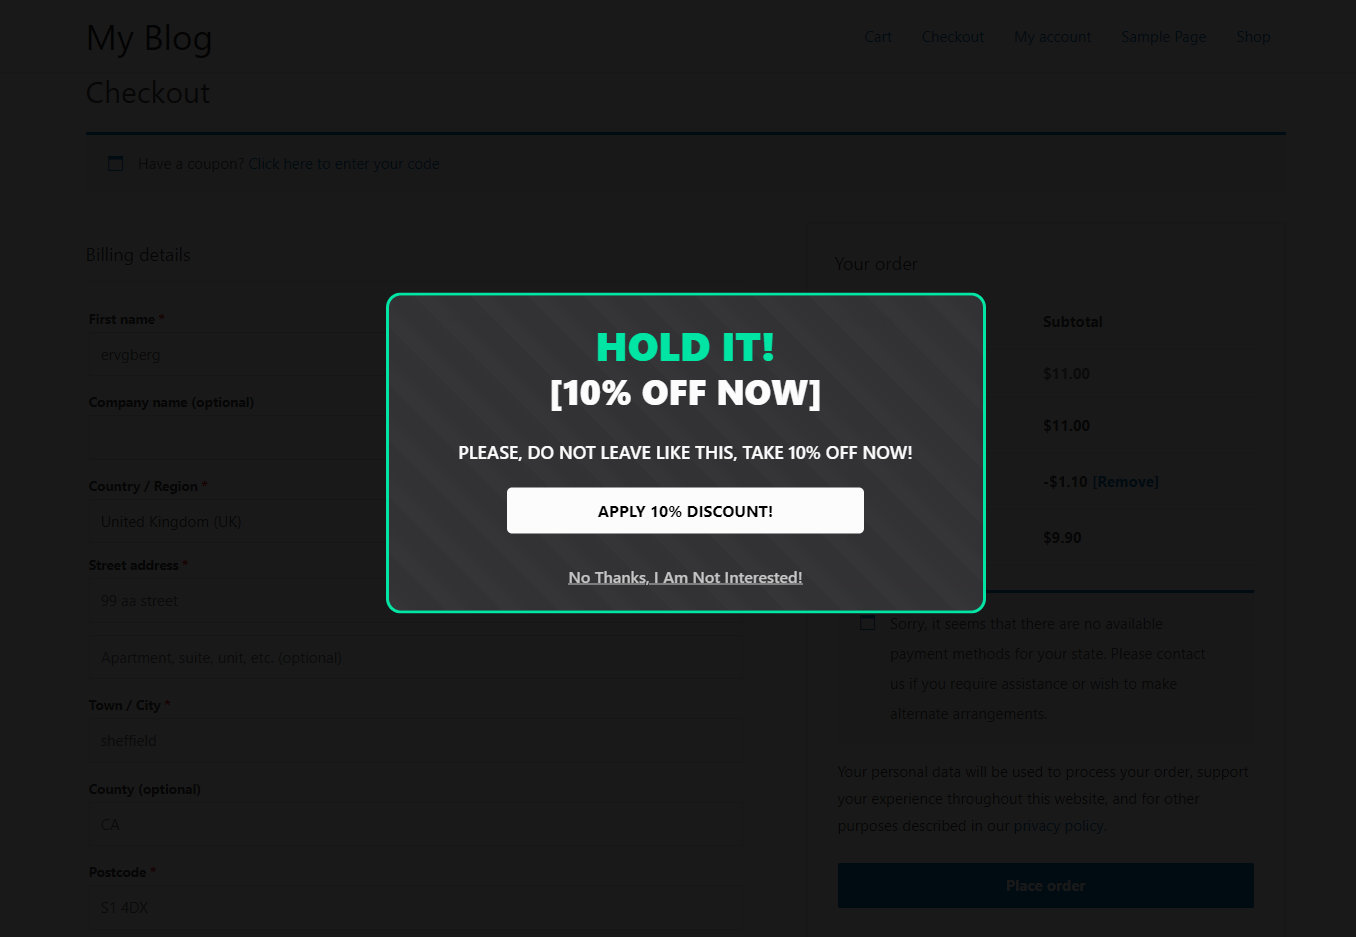 My Blog
Cart Checkout My account Sample Page Shop
Checkout
Have a coupon? Click here to enter your code
Billing details
Your order
First name *
ervgberg
Company name (optional)
Country / Region *
United Kingdom (UK)
Street address *
99 aa street
Apartment, suite, unit, etc. (optional)
Town / City *
sheffield
County (optional)
CA
Postcode *
S1 4DX
HOLD IT!
[10% OFF NOW]
PLEASE, DO NOT LEAVE LIKE THIS, TAKE 10% OFF NOW!
APPLY 10% DISCOUNT!
No Thanks, I Am Not Interested!
Subtotal
$11.00
$11.00
-$1.10 [Remove]
$9.90
Sorry, it seems that there are no available
payment methods for your state. Please contact
us if you require assistance or wish to make
alternate arrangements.
Your personal data will be used to process your order, support
your experience throughout this website, and for other
purposes described in our privacy policy.
Place order